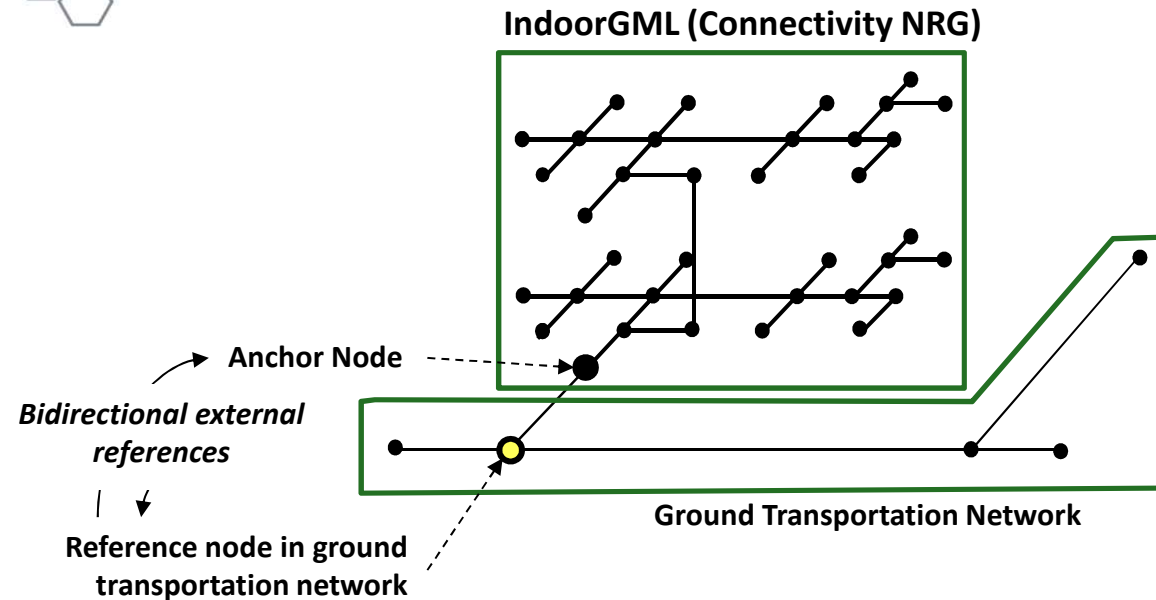 IndoorGML (Connectivity NRG)
Anchor Node
Bidirectional external
references
Ground Transportation Network
Reference node in ground
transportation network